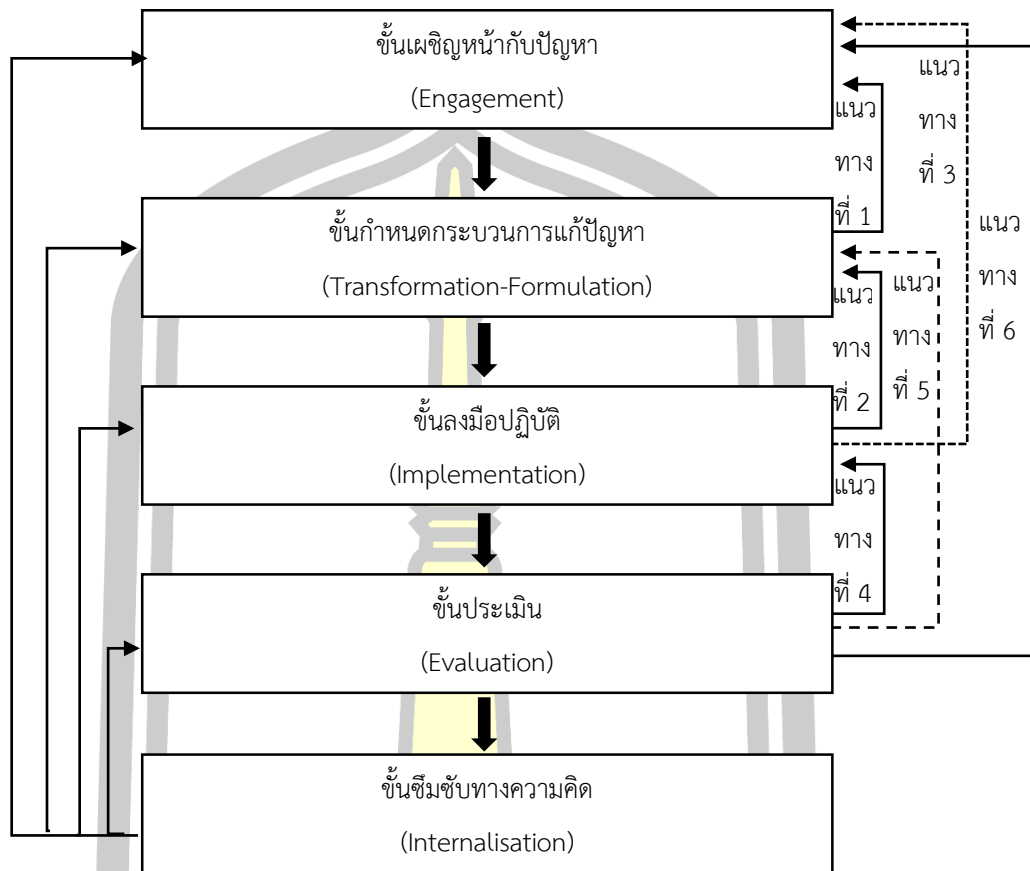 ขั้นเผชิญหน้ากับปัญหา
(Engagement)
ขั้นกำหนดกระบวนการแก้ปัญหา
(Transformation-Formulation)
ขั้นลงมือปฏิบัติ
(Implementation)
ขั้นประเมิน
(Evaluation)
ขั้นซึมซับทางความคิด
(Internalisation)
แนว
ทาง
ที่ 1
แนว
ทาง
ที่ 3
แนว
ทาง
ที่ 6
แนว
ทาง
ที่ 2
แนว
ทาง
ที่ 5
แนว
ทาง
ที่ 4